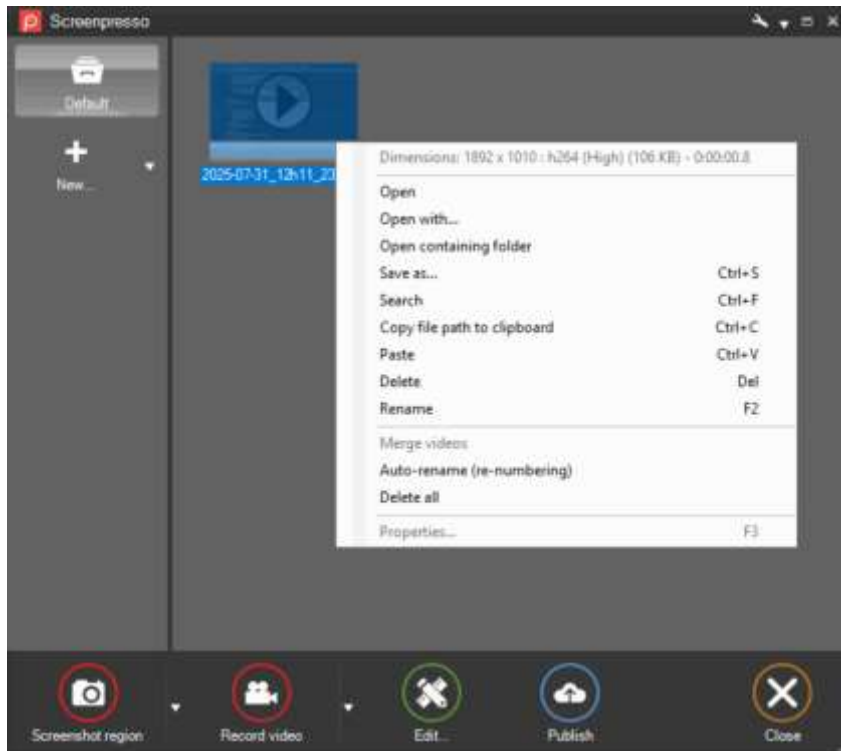 Screenpresso
Default
New...
2025-07-31_12h11_23
Dimensions: 1892 x 1010 : h264 (High) (106 KB) - 0:00:00.8
Open
Open with...
Open containing folder
Save as... Ctrl+S
Search Ctrl+F
Copy file path to clipboard Ctrl+C
Paste Ctrl+V
Delete Del
Rename F2
Merge videos
Auto-rename (re-numbering)
Delete all
Properties... F3
Screenshot region
Record video
Edit...
Publish
Close